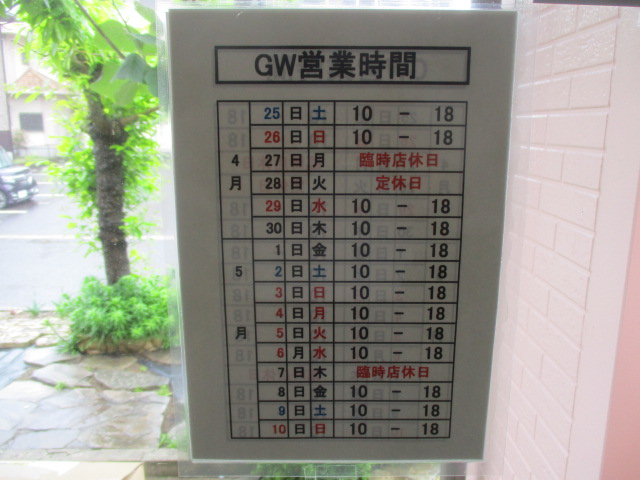 GW営業時間
25 日 土 10 － 18
26 日 日 10 － 18
4 27 日 月 臨時店休日
月 28 日 火 定休日
29 日 水 10 － 18
30 日 木 10 － 18
1 日 金 10 － 18
5 2 日 土 10 － 18
3 日 日 10 － 18
4 日 月 10 － 18
月 5 日 火 10 － 18
6 月 水 10 － 18
7 日 木 臨時店休日
8 日 金 10 － 18
9 日 土 10 － 18
10 日 日 10 － 18